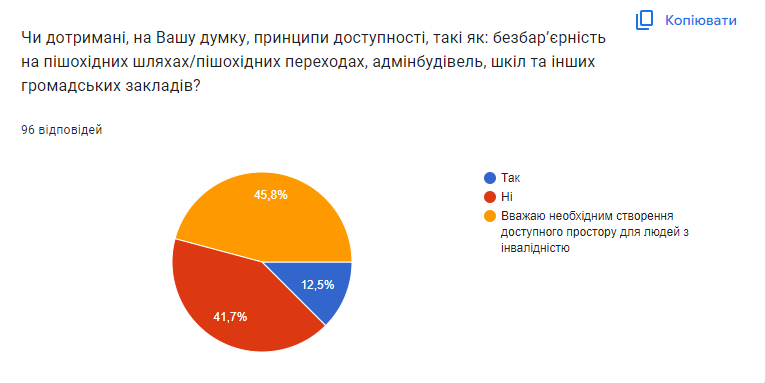 Копіювати
Чи дотримані, на Вашу думку, принципи доступності, такі як: безбар’єрність
на пішохідних шляхах/пішохідних переходах, адмінбудівель, шкіл та інших
громадських закладів?
96 відповідей
45,8%
12,5%
41,7%
Так
Ні
Вважаю необхідним створення
доступного простору для людей з
інвалідністю